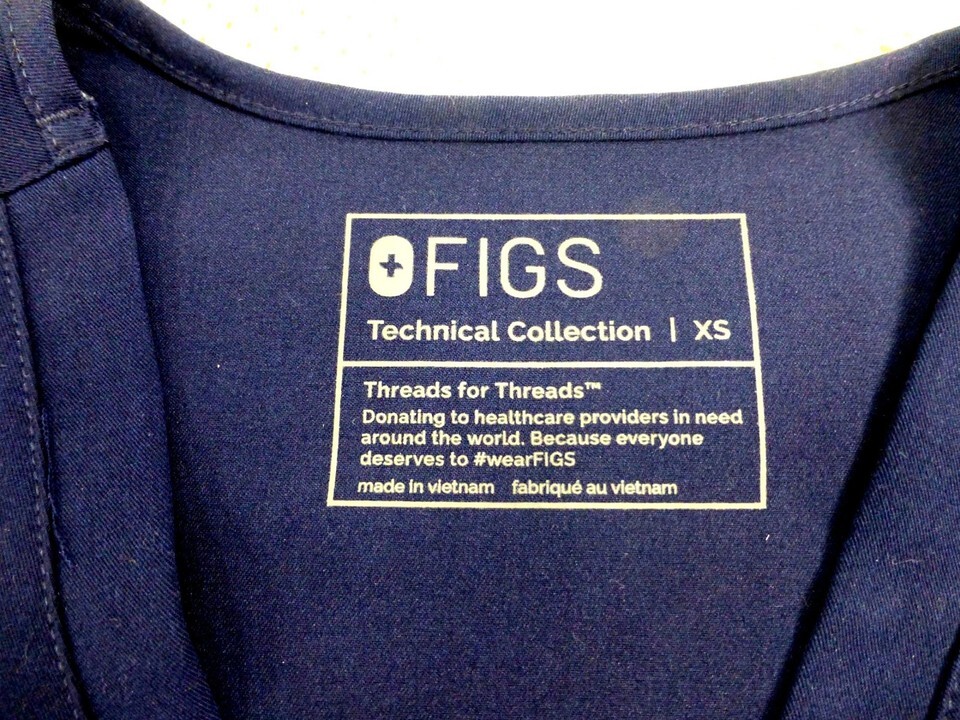 FIGS
Technical Collection | XS
Threads for Threads™
Donating to healthcare providers in need
around the world. Because everyone
deserves to #wearFIGS
made in vietnam fabriqué au vietnam